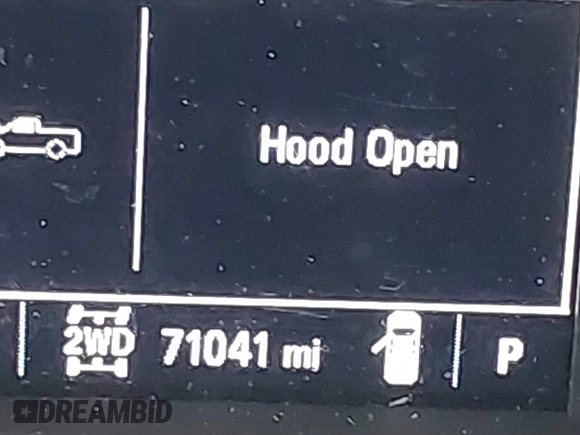 Hood Open
2WD 71041 mi P
DREAMBID